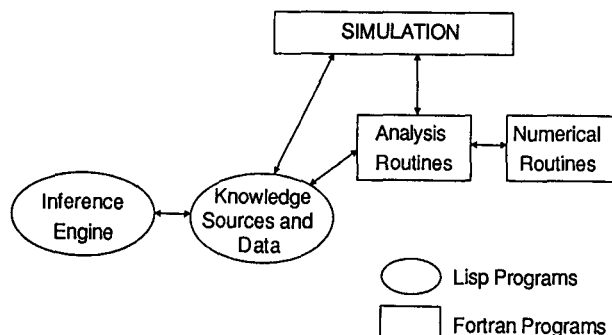 SIMULATION
Analysis
Routines
Numerical
Routines
Inference
Engine
Knowledge
Sources and
Data
Lisp Programs
Fortran Programs